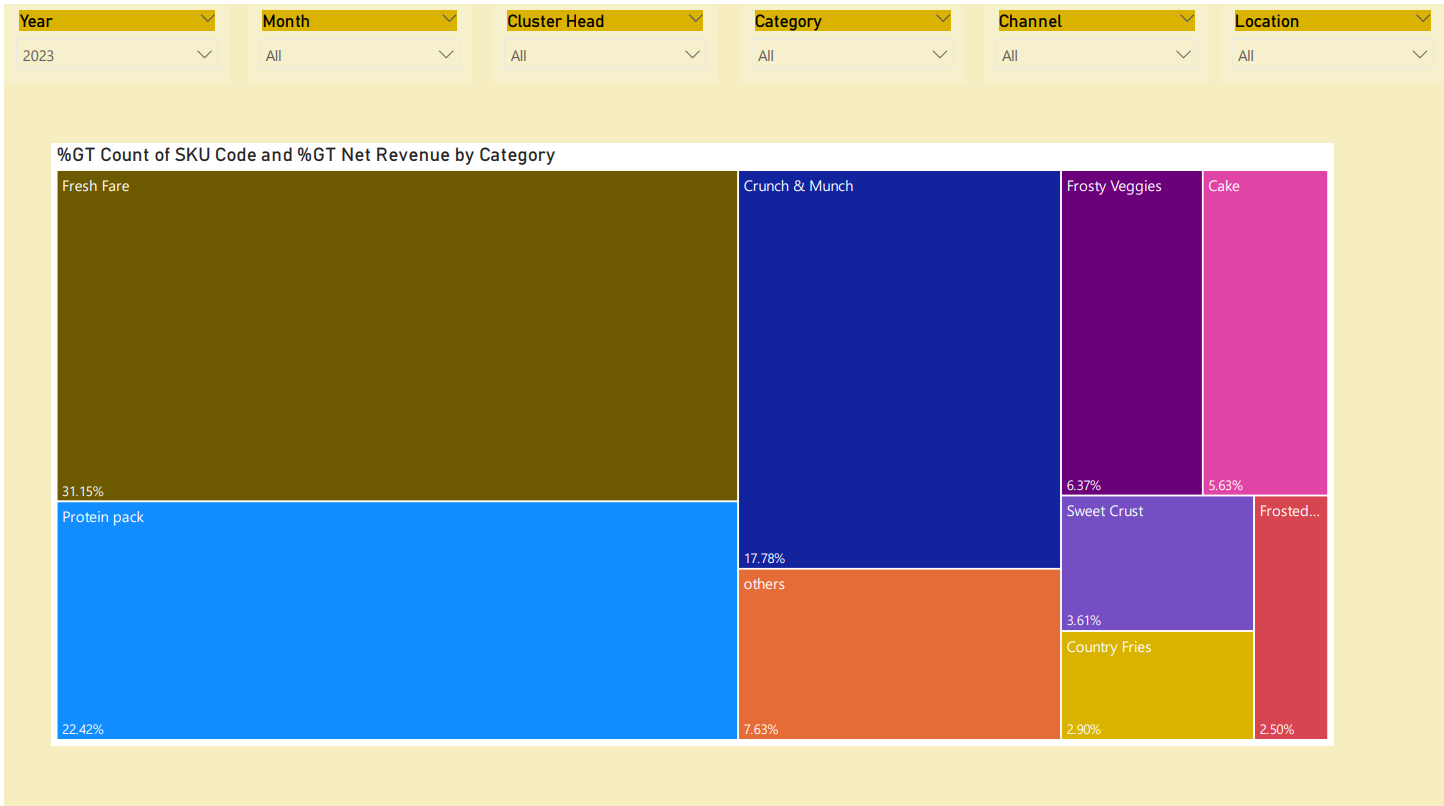 Year
Month
Cluster Head
Category
Channel
Location
2023
All
All
All
All
All
%GT Count of SKU Code and %GT Net Revenue by Category
Fresh Fare
31.15%
Protein pack
22.42%
Crunch & Munch
17.78%
others
7.63%
Frosty Veggies
6.37%
Cake
5.63%
Sweet Crust
3.61%
Country Fries
2.90%
Frosted...
2.50%